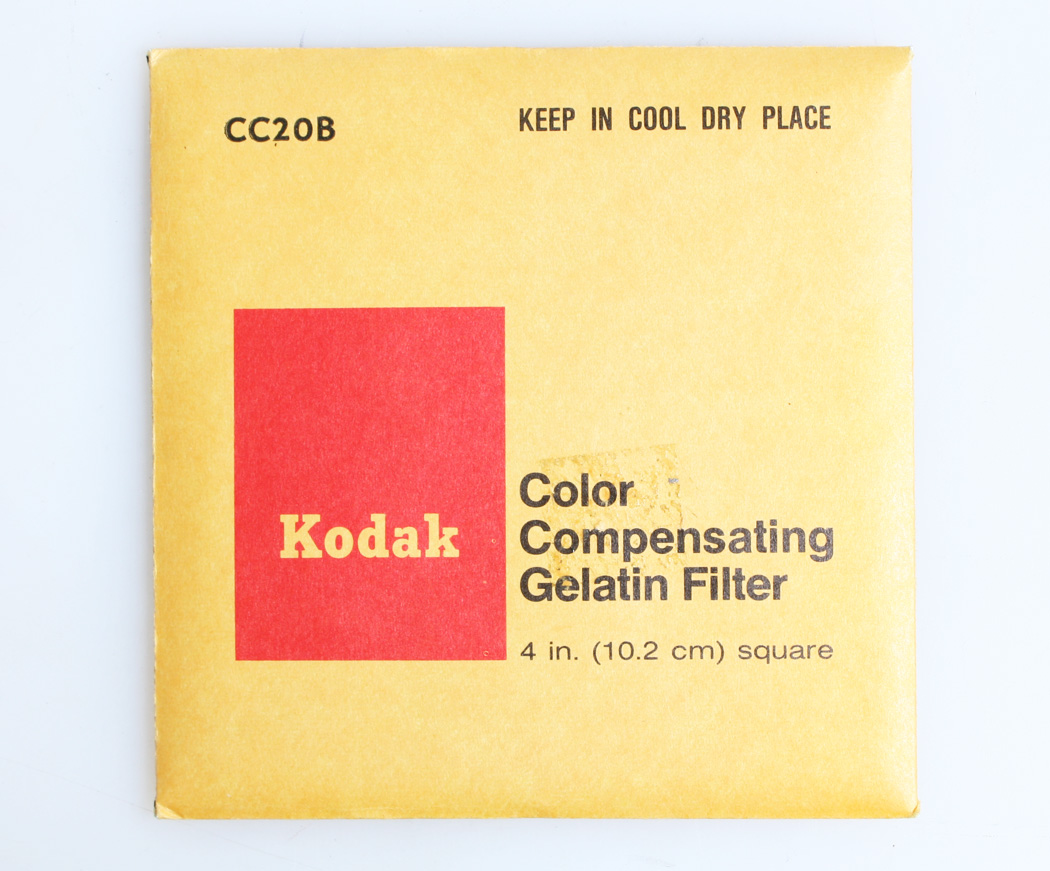 CC20B
KEEP IN COOL DRY PLACE
Kodak
Color
Compensating
Gelatin Filter
4 in. (10.2 cm) square